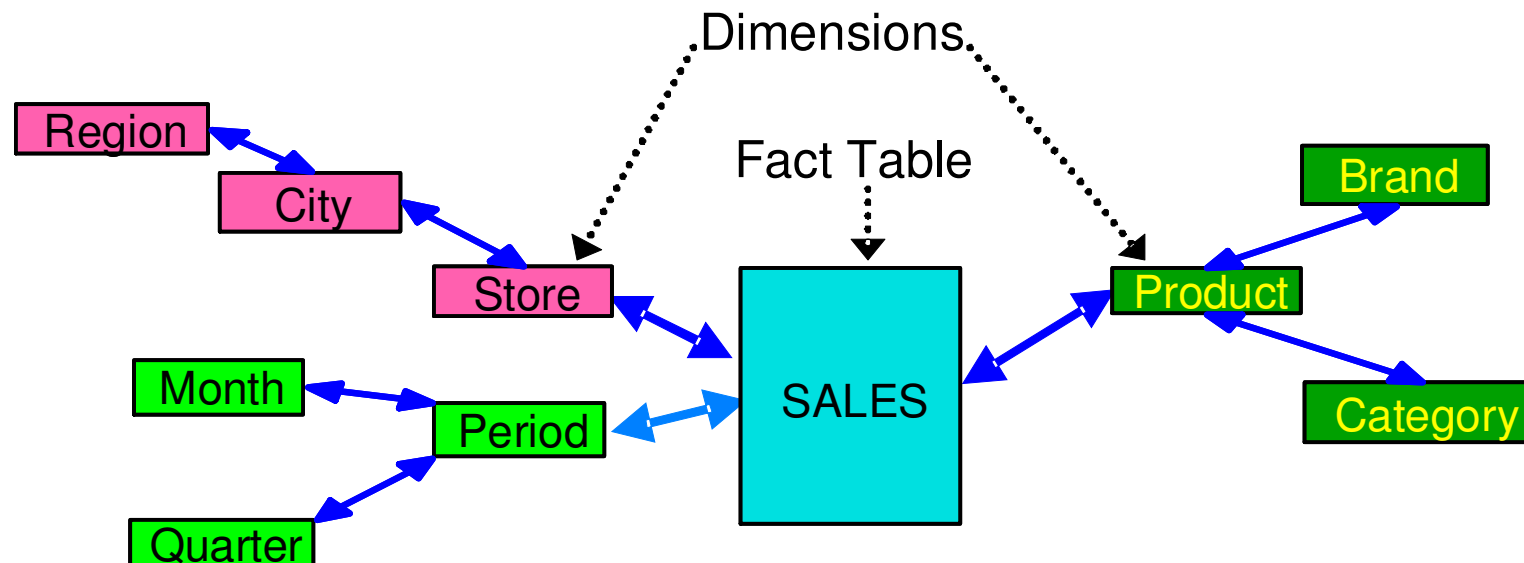 Dimensions
Region
Fact Table
Brand
City
Store
Product
Month
SALES
Period
Category
Quarter